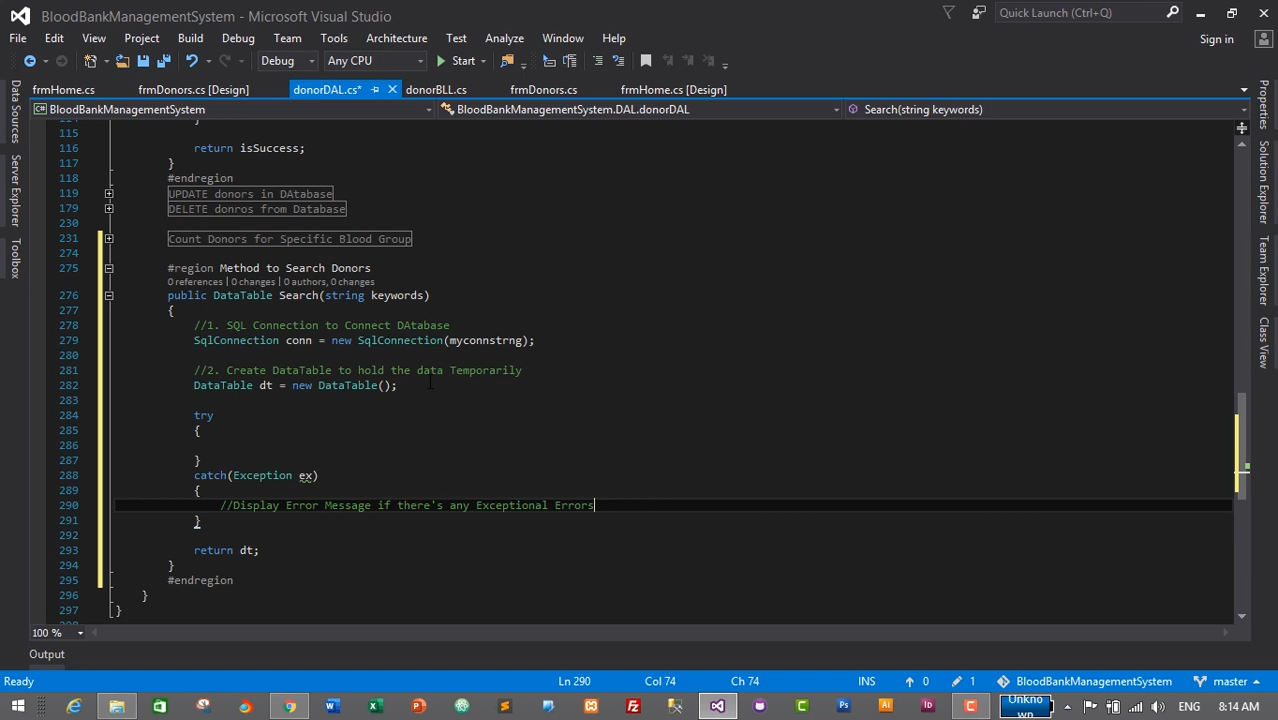 BloodBankManagementSystem - Microsoft Visual Studio
Quick Launch (Ctrl+Q)
File Edit View Project Build Debug Team Tools Architecture Test Analyze Window Help
Sign in
Debug Any CPU Start
frmHome.cs frmDonors.cs [Design] donorDAL.cs* donorBLL.cs frmDonors.cs frmHome.cs [Design]
BloodBankManagementSystem BloodBankManagementSystem.DAL.donorDAL Search(string keywords)
Data Sources
Server Explorer
Toolbox
114 }
115
116 return isSuccess;
117 }
118 #endregion
119 UPDATE donors in DAtabase
179 DELETE donros from Database
230
231 Count Donors for Specific Blood Group
274
275 #region Method to Search Donors
0 references | 0 changes | 0 authors, 0 changes
276 public DataTable Search(string keywords)
277 {
278 //1. SQL Connection to Connect DAtabase
279 SqlConnection conn = new SqlConnection(myconnstrng);
280
281 //2. Create DataTable to hold the data Temporarily
282 DataTable dt = new DataTable();
283
284 try
285 {
286
287 }
288 catch(Exception ex)
289 {
290 //Display Error Message if there's any Exceptional Errors
291 }
292
293 return dt;
294 }
295 #endregion
296 }
297 }
298
Properties
Solution Explorer
Team Explorer
Class View
100 %
Output
Ready Ln 290 Col 74 Ch 74 INS 0 1 BloodBankManagementSystem master
Unkno
wn
ENG 8:14 AM